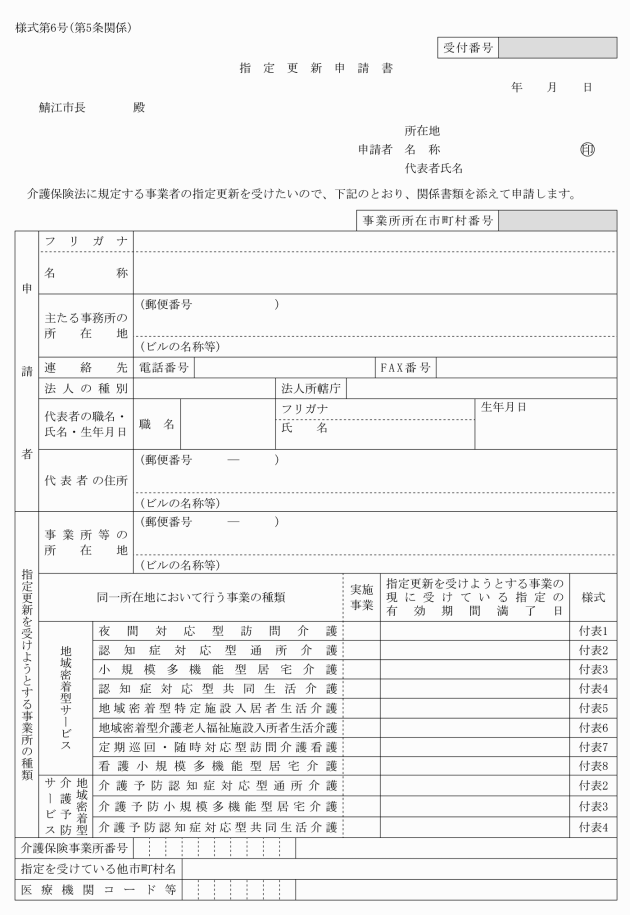 様式第6号(第5条関係)
受付番号
指定更新申請書
年　月　日
鯖江市長　殿
所在地
申請者　名　称　㊞
代表者氏名
介護保険法に規定する事業者の指定更新を受けたいので、下記のとおり、関係書類を添えて申請します。
事業所所在市町村番号
申請者
フリガナ
名称
主たる事務所の所在地
(郵便番号　　)
(ビルの名称等)
連絡先　電話番号　FAX番号
法人の種別　法人所轄庁
代表者の職名・氏名・生年月日
職名
フリガナ
氏名
生年月日
代表者の住所
(郵便番号　―　)
(ビルの名称等)
指定更新を受けようとする事業所の種類
事業所等の所在地
(郵便番号　―　)
(ビルの名称等)
同一所在地において行う事業の種類
実施事業
指定更新を受けようとする事業の現に受けている指定の有効期間満了日
様式
地域密着型サービス
夜間対応型訪問介護　付表1
認知症対応型通所介護　付表2
小規模多機能型居宅介護　付表3
認知症対応型共同生活介護　付表4
地域密着型特定施設入居者生活介護　付表5
地域密着型介護老人福祉施設入所者生活介護　付表6
定期巡回・随時対応型訪問介護看護　付表7
看護小規模多機能型居宅介護　付表8
地域密着型介護予防サービス
介護予防認知症対応型通所介護　付表2
介護予防小規模多機能型居宅介護　付表3
介護予防認知症対応型共同生活介護　付表4
介護保険事業所番号
指定を受けている他市町村名
医療機関コード等